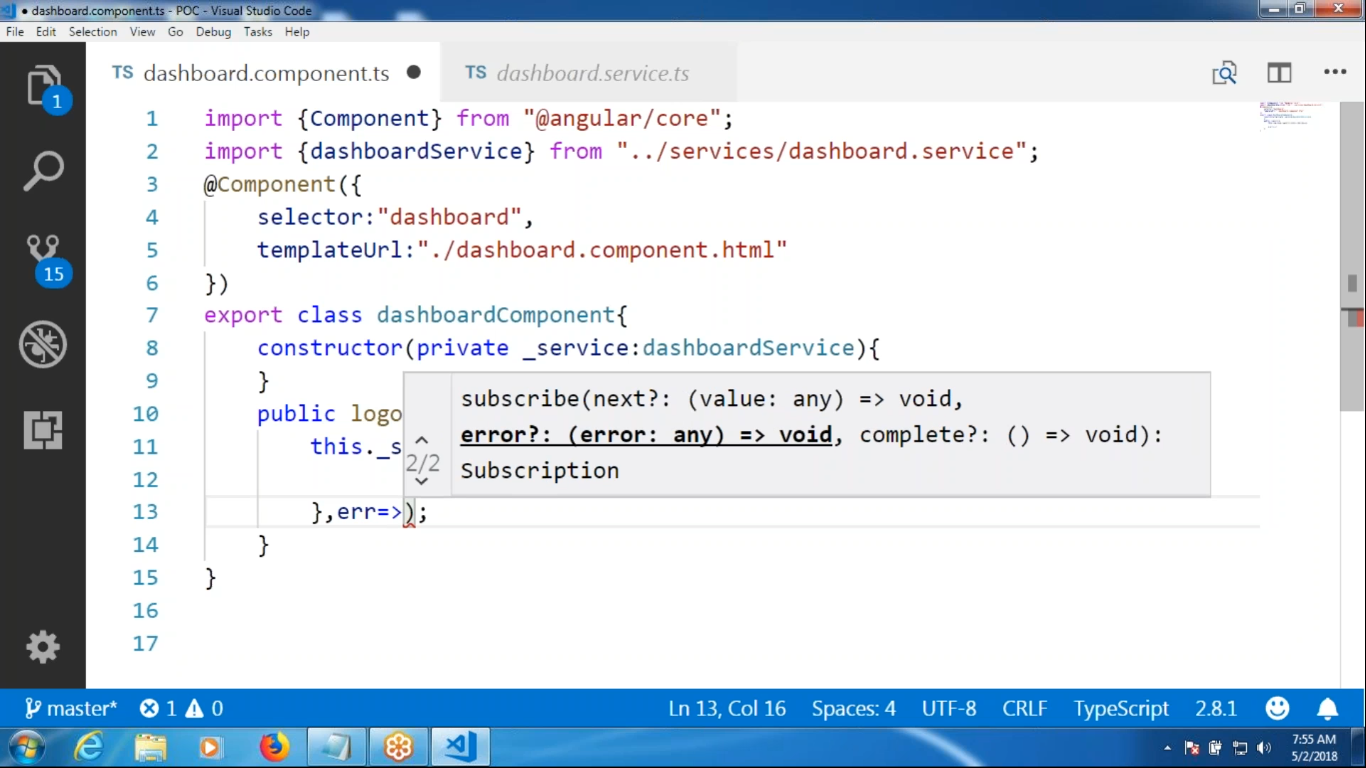 ● dashboard.component.ts - POC - Visual Studio Code
File Edit Selection View Go Debug Tasks Help
TS dashboard.component.ts ●
TS dashboard.service.ts
1
15
1 import {Component} from "@angular/core";
2 import {dashboardService} from "../services/dashboard.service";
3 @Component({
4 selector:"dashboard",
5 templateUrl:"./dashboard.component.html"
6 })
7 export class dashboardComponent{
8 constructor(private _service:dashboardService){
9 }
10 public logo
11 this._s
12
13 },err=>);
14 }
15 }
16
17
2/2
subscribe(next?: (value: any) => void,
error?: (error: any) => void, complete?: () => void):
Subscription
master* 1 0 Ln 13, Col 16 Spaces: 4 UTF-8 CRLF TypeScript 2.8.1
7:55 AM
5/2/2018